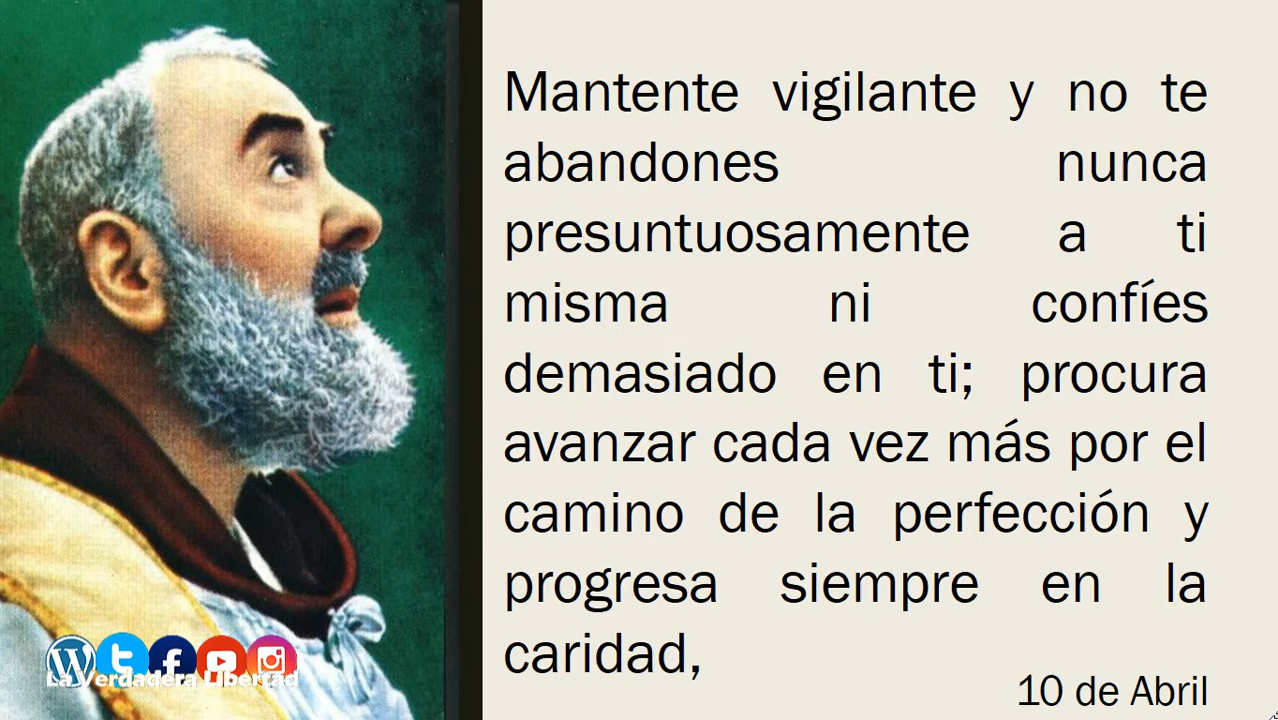 Mantente vigilante y no te
abandones nunca
presuntuosamente a ti
misma ni confíes
demasiado en ti; procura
avanzar cada vez más por el
camino de la perfección y
progresa siempre en la
caridad,
10 de Abril
La Verdadera Libertad